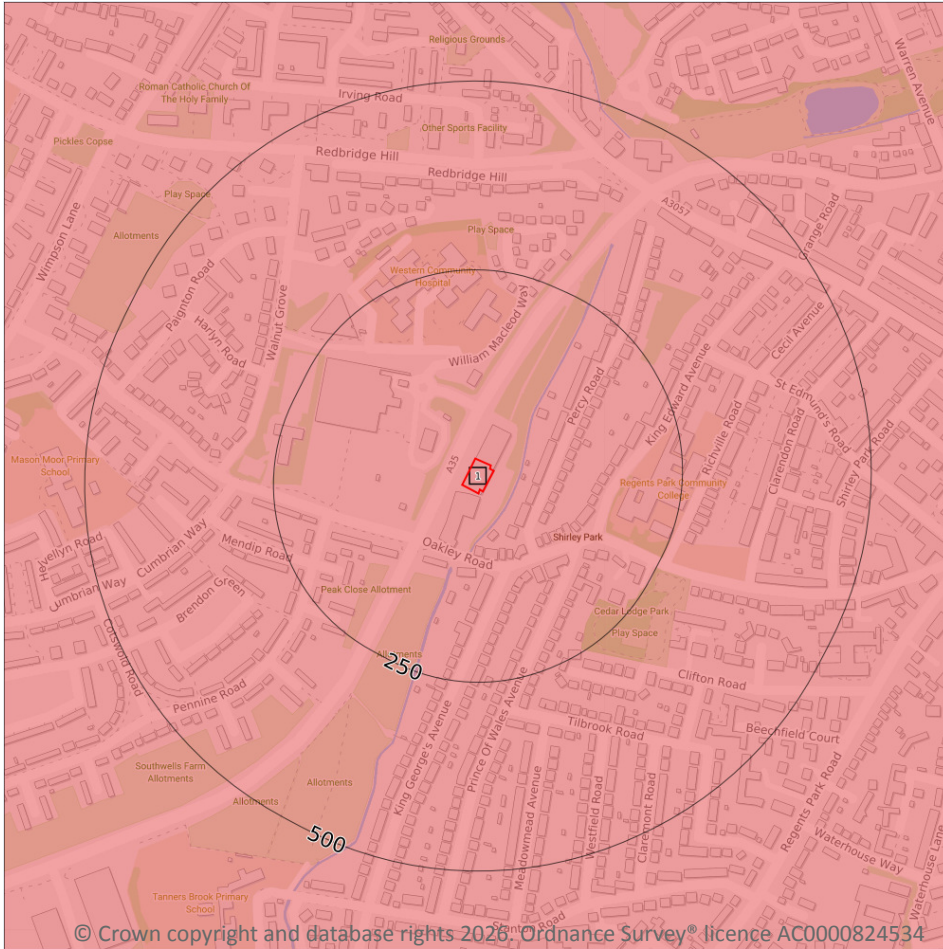 Religious Grounds
Warren Avenue
Roman Catholic Church Of
The Holy Family
Irving Road
Other Sports Facility
Pickles Copse
Redbridge Hill
Redbridge Hill
Play Space
A3057
Wimpson Lane
Allotments
Play Space
Orange Road
Western Community
Hospital
Paignton Road
Walnut Grove
William Macleod Way
Harlyn Road
Cecil Avenue
Percy Road
King Edward Avenue
St Edmund's Road
Richville Road
Clarendon Road
Shirley Park Road
Mason Moor Primary
School
A35
1
Regents Park Community
College
Cumbrian Way
Mendip Road
Oakley Road
Shirley Park
Cumbrian Way
Brendon Green
Peak Close Allotment
Cedar Lodge Park
Play Space
Cotswold Road
Allotments
250
Clifton Road
Pennine Road
King George's Avenue
Prince Of Wales Avenue
Tilbrook Road
Beechfield Court
Southwells Farm
Allotments
Allotments
Allotments
Meadowmead Avenue
Westfield Road
Claremont Road
Regents Park Road
500
Waterhouse Way
Waterhouse Lane
Tanners Brook Primary
School
© Crown copyright and database rights 2026. Ordnance Survey® licence AC0000824534